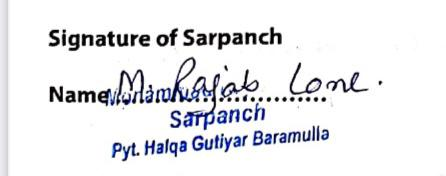 Signature of Sarpanch
Name M. Rajab Lone.
Sarpanch
Pyt. Halqa Gutiyar Baramulla